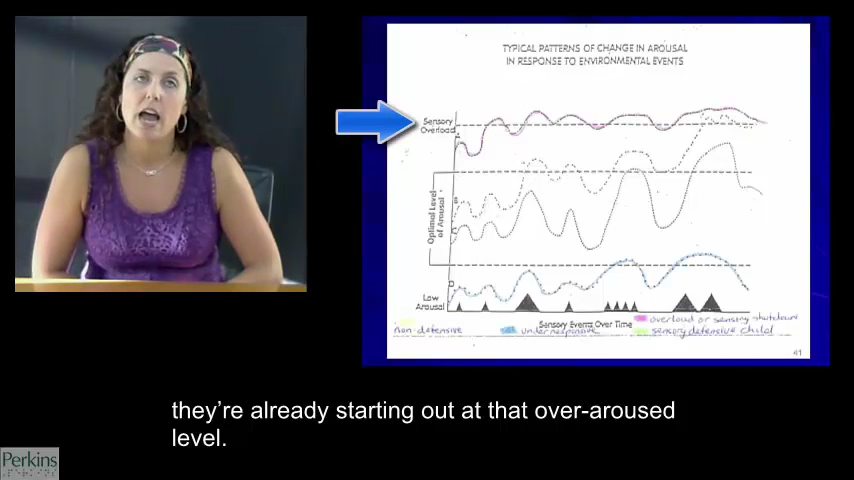 TYPICAL PATTERNS OF CHANGE IN AROUSAL
IN RESPONSE TO ENVIRONMENTAL EVENTS
Sensory
Overload
A
Optimal Level
of Arousal
B
C
D
Low
Arousal
Sensory Events Over Time
overload or sensory shutdown
non defensive
under responsive
sensory defensive child
41
they're already starting out at that over-aroused
level.
Perkins